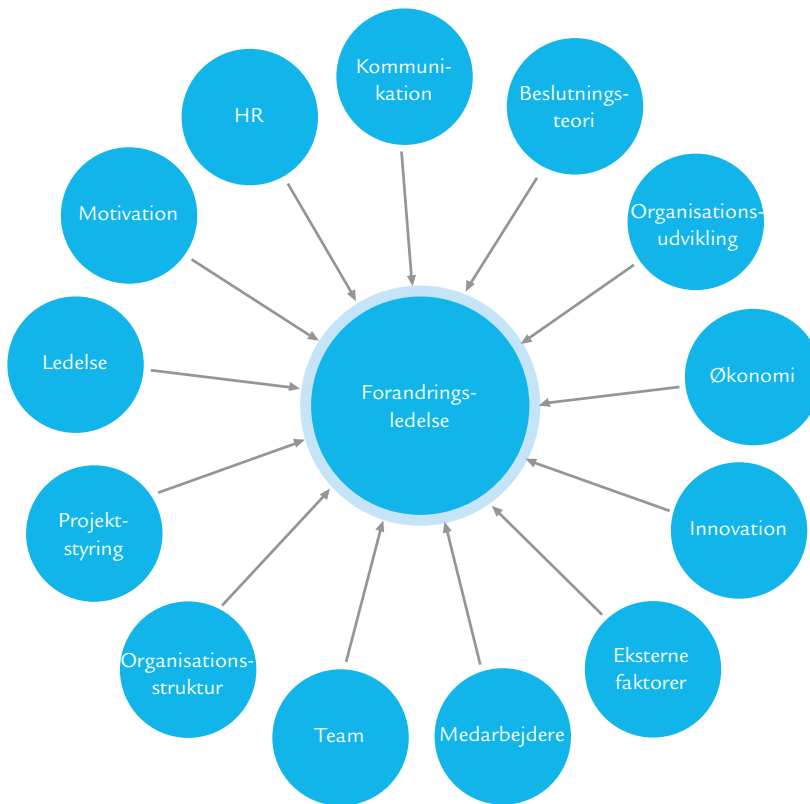 Kommuni-
kation
Beslutnings-
teori
HR
Organisations-
udvikling
Motivation
Ledelse
Økonomi
Forandrings-
ledelse
Projekt-
styring
Innovation
Organisations-
struktur
Eksterne
faktorer
Team
Medarbejdere